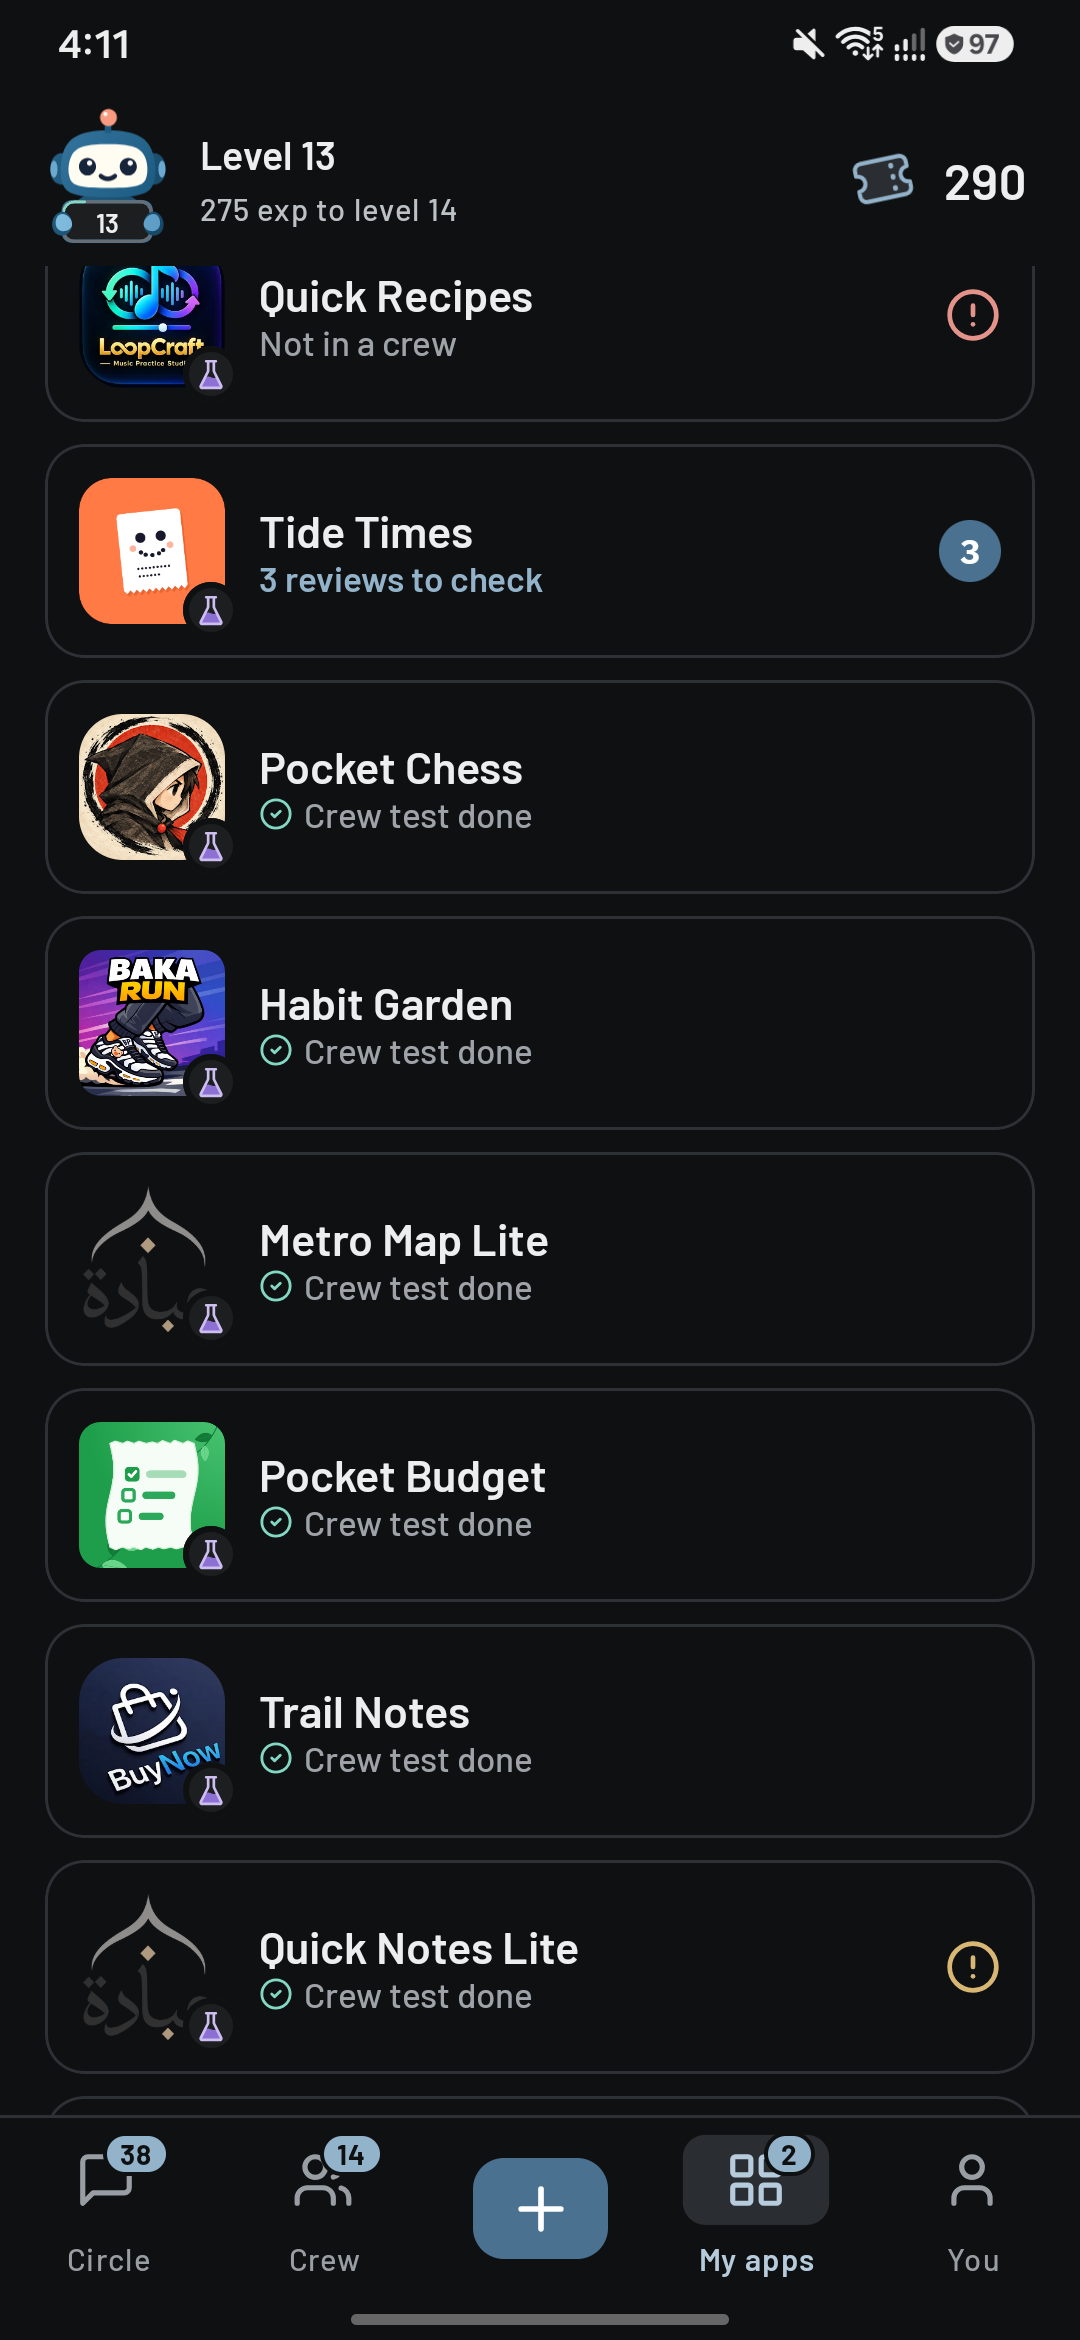 4:11
5
97
Level 13
275 exp to level 14
13
290
LoopCraft
Quick Recipes
Not in a crew
Tide Times
3 reviews to check
3
Pocket Chess
Crew test done
BAKA
RUN
Habit Garden
Crew test done
Metro Map Lite
Crew test done
Pocket Budget
Crew test done
BuyNow
Trail Notes
Crew test done
Quick Notes Lite
Crew test done
38
14
2
Circle
Crew
My apps
You